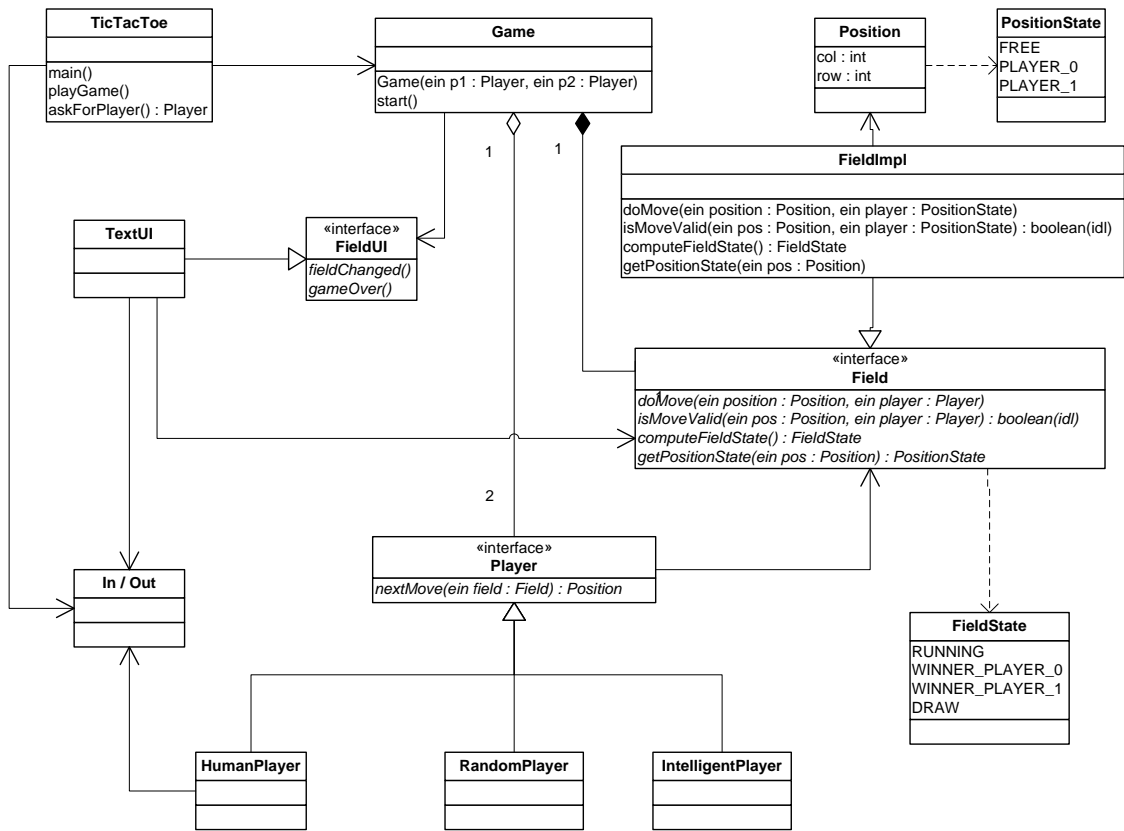 TicTacToe
main()
playGame()
askForPlayer() : Player
Game
Game(ein p1 : Player, ein p2 : Player)
start()
Position
col : int
row : int
PositionState
FREE
PLAYER_0
PLAYER_1
1
1
FieldImpl
doMove(ein position : Position, ein player : PositionState)
isMoveValid(ein pos : Position, ein player : PositionState) : boolean(idl)
computeFieldState() : FieldState
getPositionState(ein pos : Position)
TextUI
«interface»
FieldUI
fieldChanged()
gameOver()
«interface»
Field
1
doMove(ein position : Position, ein player : Player)
isMoveValid(ein pos : Position, ein player : Player) : boolean(idl)
computeFieldState() : FieldState
getPositionState(ein pos : Position) : PositionState
2
«interface»
Player
nextMove(ein field : Field) : Position
In / Out
FieldState
RUNNING
WINNER_PLAYER_0
WINNER_PLAYER_1
DRAW
HumanPlayer
RandomPlayer
IntelligentPlayer